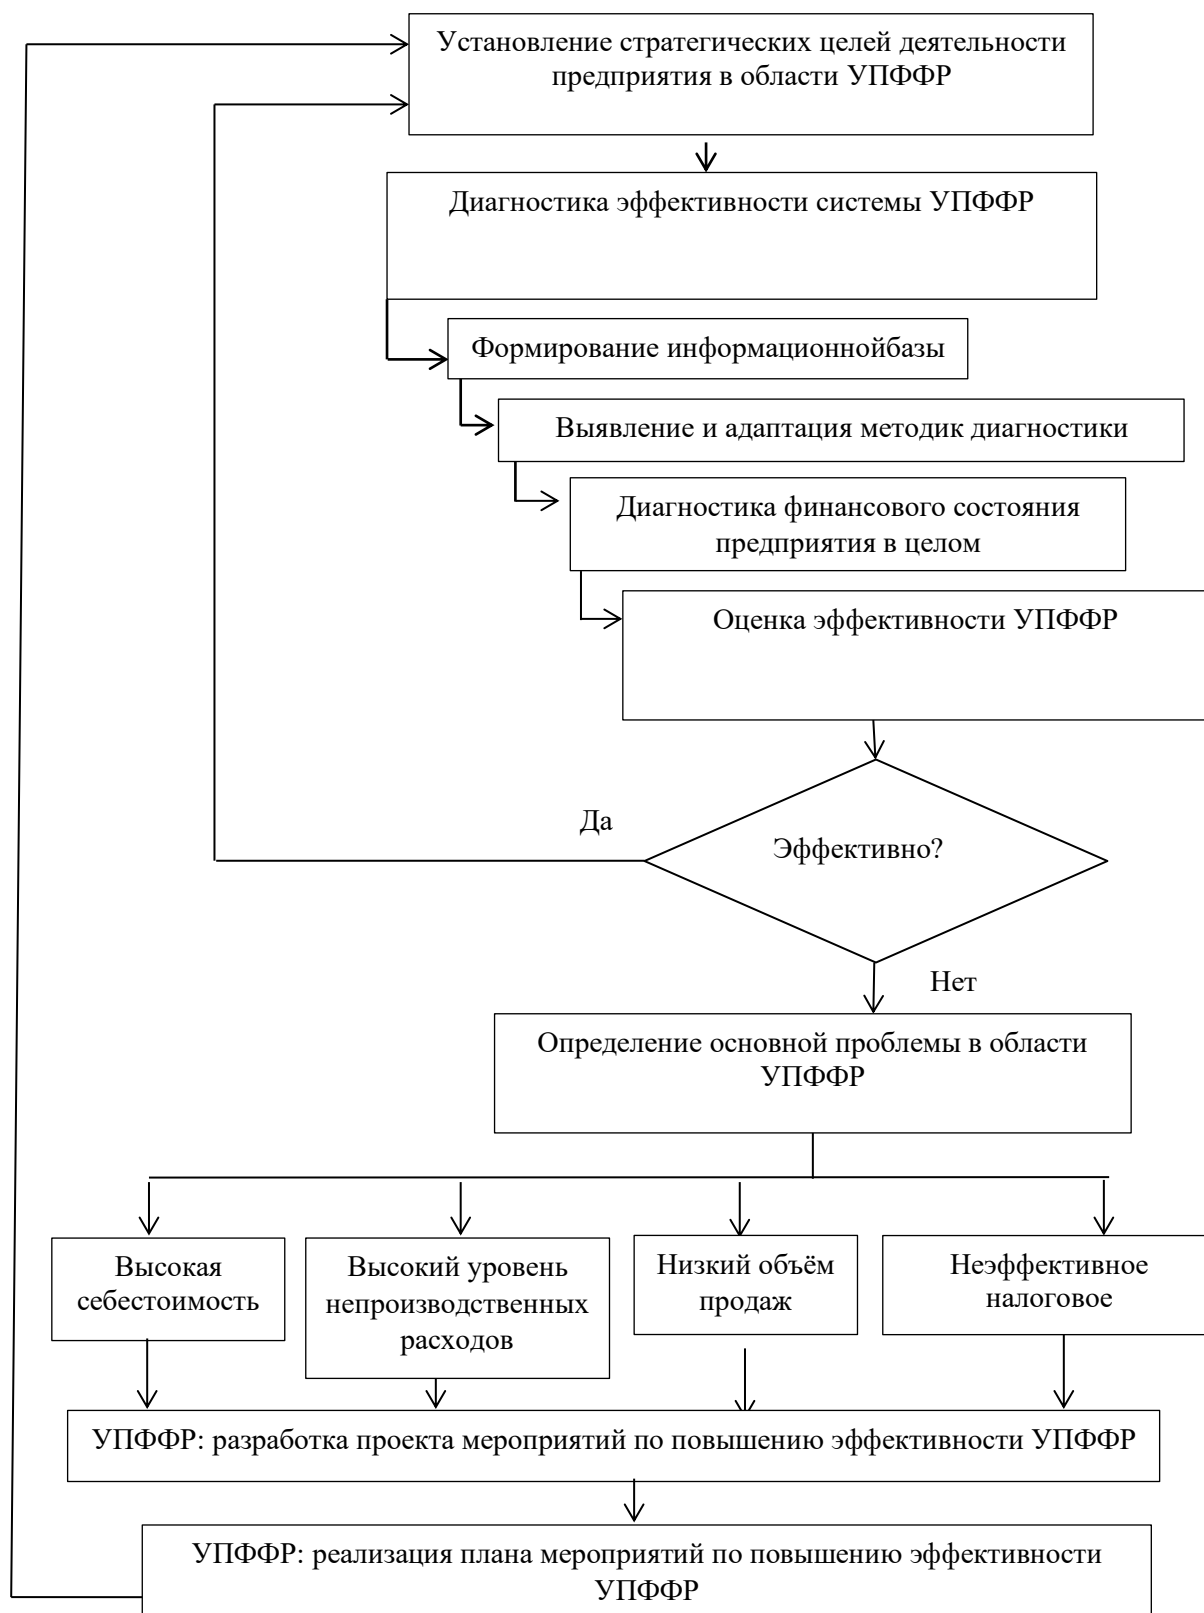 Установление стратегических целей деятельности
предприятия в области УПФФР
Диагностика эффективности системы УПФФР
Формирование информационнойбазы
Выявление и адаптация методик диагностики
Диагностика финансового состояния
предприятия в целом
Оценка эффективности УПФФР
Да
Эффективно?
Нет
Определение основной проблемы в области
УПФФР
Высокая
себестоимость
Высокий уровень
непроизводственных
расходов
Низкий объём
продаж
Неэффективное
налоговое
УПФФР: разработка проекта мероприятий по повышению эффективности УПФФР
УПФФР: реализация плана мероприятий по повышению эффективности
УПФФР